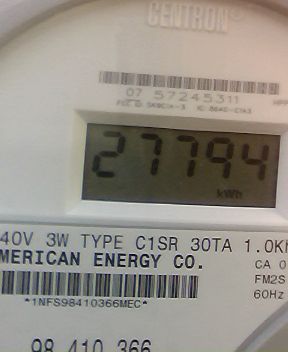 CENTRON®
07 57245311
27794
kWh
40V 3W TYPE C1SR 30TA 1.0K
MERICAN ENERGY CO.
CA 0
FM2S
60Hz
*1NFS98410366MEC*
98 410 366